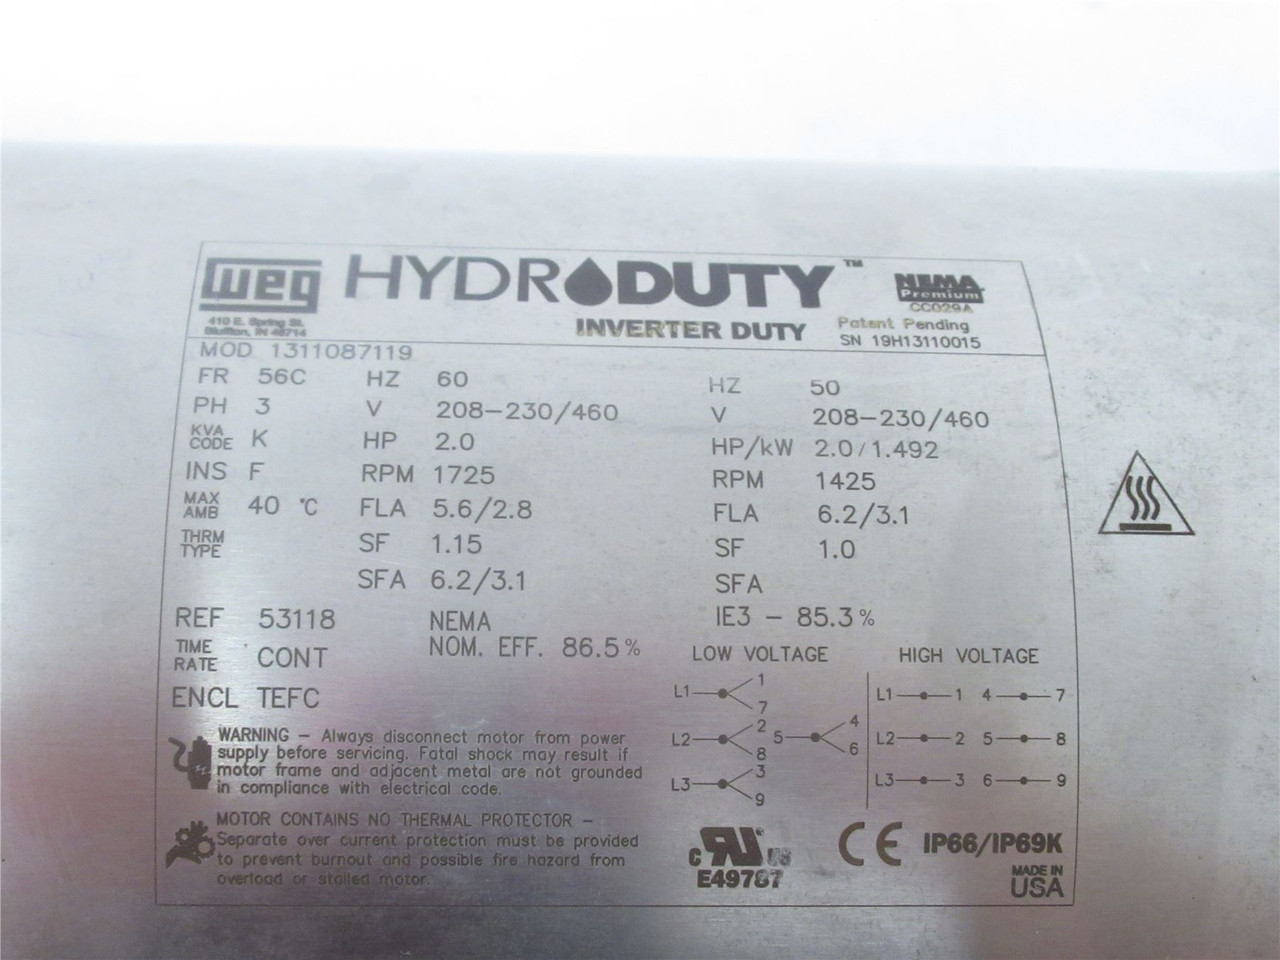 weg HYDRODUTY™ NEMA
Premium
CC029A
410 E. Spring St.
Bluffton, IN 46714
INVERTER DUTY
Patent Pending
SN 19H13110015
MOD 1311087119
FR 56C HZ 60 HZ 50
PH 3 V 208-230/460 V 208-230/460
KVA CODE K HP 2.0 HP/kW 2.0/1.492
INS F RPM 1725 RPM 1425
MAX AMB 40 °C FLA 5.6/2.8 FLA 6.2/3.1
THRM TYPE SF 1.15 SF 1.0
SFA 6.2/3.1 SFA
REF 53118 NEMA IE3 - 85.3%
NOM. EFF. 86.5%
TIME RATE CONT
ENCL TEFC
LOW VOLTAGE HIGH VOLTAGE
L1 1 7 L1 1 4 7
L2 2 8 5 4 6 L2 2 5 8
L3 3 9 L3 3 6 9
WARNING - Always disconnect motor from power
supply before servicing. Fatal shock may result if
motor frame and adjacent metal are not grounded
in compliance with electrical code.
MOTOR CONTAINS NO THERMAL PROTECTOR -
Separate over current protection must be provided
to prevent burnout and possible fire hazard from
overload or stalled motor.
c RU us
E49787
CE
IP66/IP69K
MADE IN
USA